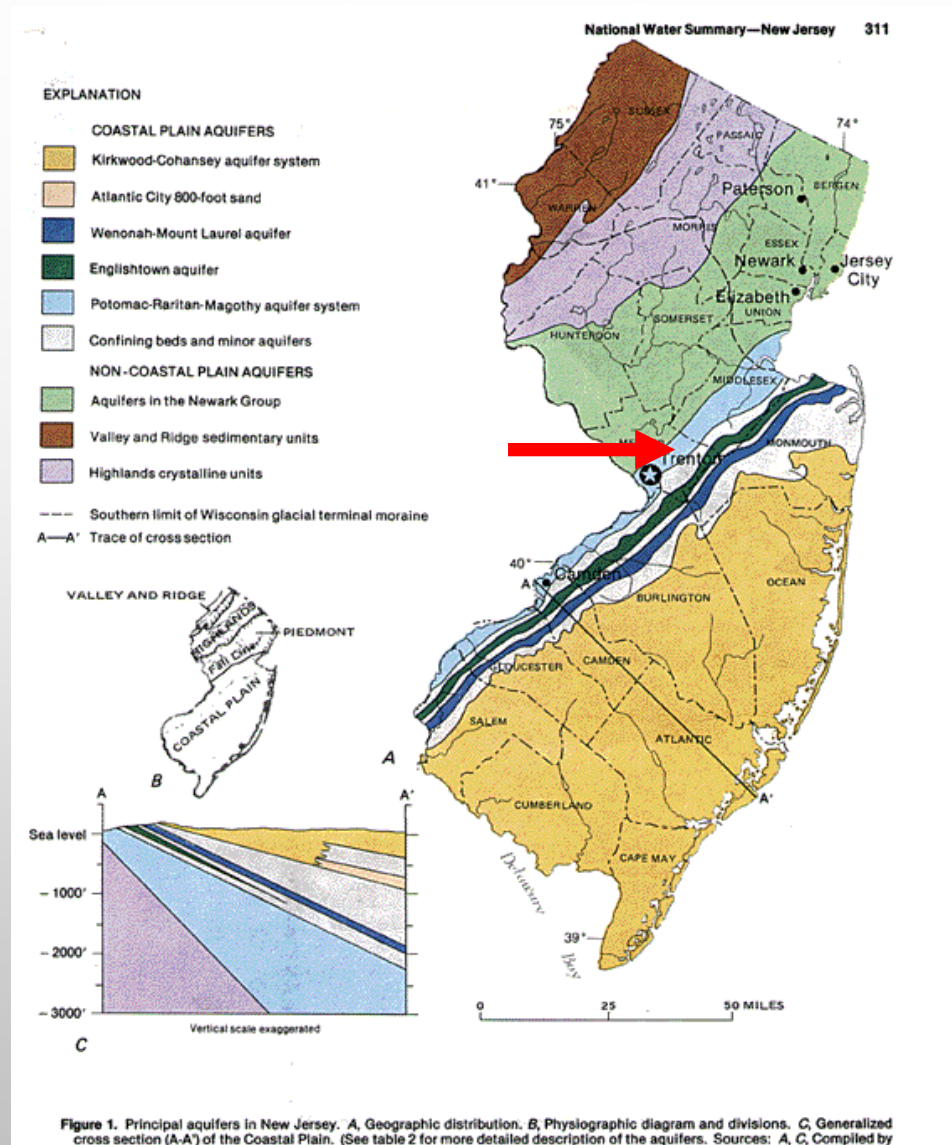 National Water Summary—New Jersey 311
EXPLANATION
COASTAL PLAIN AQUIFERS
Kirkwood-Cohansey aquifer system
Atlantic City 800-foot sand
Wenonah-Mount Laurel aquifer
Englishtown aquifer
Potomac-Raritan-Magothy aquifer system
Confining beds and minor aquifers
NON-COASTAL PLAIN AQUIFERS
Aquifers in the Newark Group
Valley and Ridge sedimentary units
Highlands crystalline units
Southern limit of Wisconsin glacial terminal moraine
A—A' Trace of cross section
75°
74°
41°
SUSSEX
PASSAIC
Paterson
BERGEN
WARREN
MORRIS
ESSEX
Newark
Jersey
City
Elizabeth
UNION
SOMERSET
HUNTERDON
MIDDLESEX
MONMOUTH
Trenton
40°
A
Camden
OCEAN
BURLINGTON
GLOUCESTER
CAMDEN
SALEM
ATLANTIC
A'
CUMBERLAND
CAPE MAY
Delaware
Bay
39°
0 25 50 MILES
A
VALLEY AND RIDGE
HIGHLANDS
PIEDMONT
Fall Line
COASTAL PLAIN
B
A A'
Sea level
- 1000'
- 2000'
- 3000'
Vertical scale exaggerated
C
Figure 1. Principal aquifers in New Jersey. A, Geographic distribution. B, Physiographic diagram and divisions. C, Generalized
cross section (A-A') of the Coastal Plain. (See table 2 for more detailed description of the aquifers. Sources: A, C, Compiled by